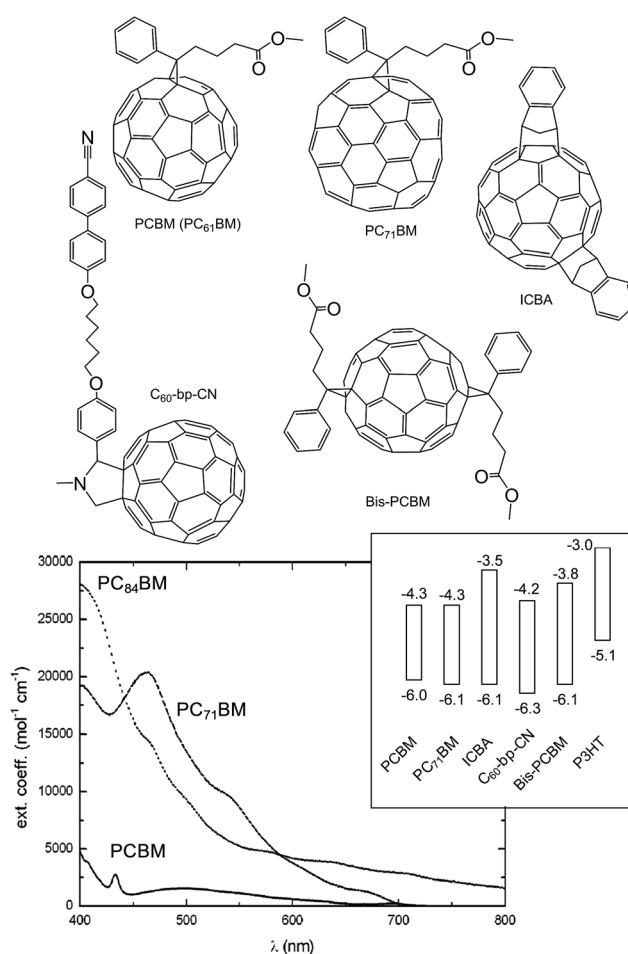 O
O
O
O
PCBM (PC₆₁BM)
PC₇₁BM
ICBA
N
O
O
C₆₀-bp-CN
N
O
O
O
O
Bis-PCBM
30000
25000
20000
15000
10000
5000
0
ext. coeff. (mol⁻¹ cm⁻¹)
PC₈₄BM
PC₇₁BM
PCBM
400
500
600
700
800
λ (nm)
-4.3
-4.3
-3.5
-4.2
-3.8
-3.0
-6.0
-6.1
-6.1
-6.3
-6.1
-5.1
PCBM
PC₇₁BM
ICBA
C₆₀-bp-CN
Bis-PCBM
P3HT